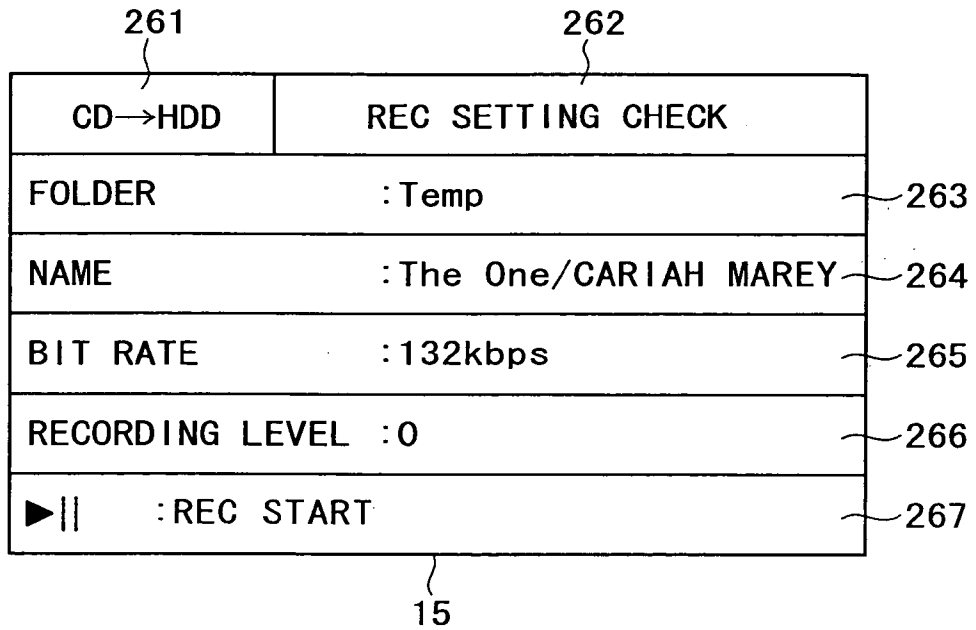 261 262
CD→HDD REC SETTING CHECK
FOLDER :Temp 263
NAME :The One/CARIAH MAREY 264
BIT RATE :132kbps 265
RECORDING LEVEL :0 266
▶|| :REC START 267
15